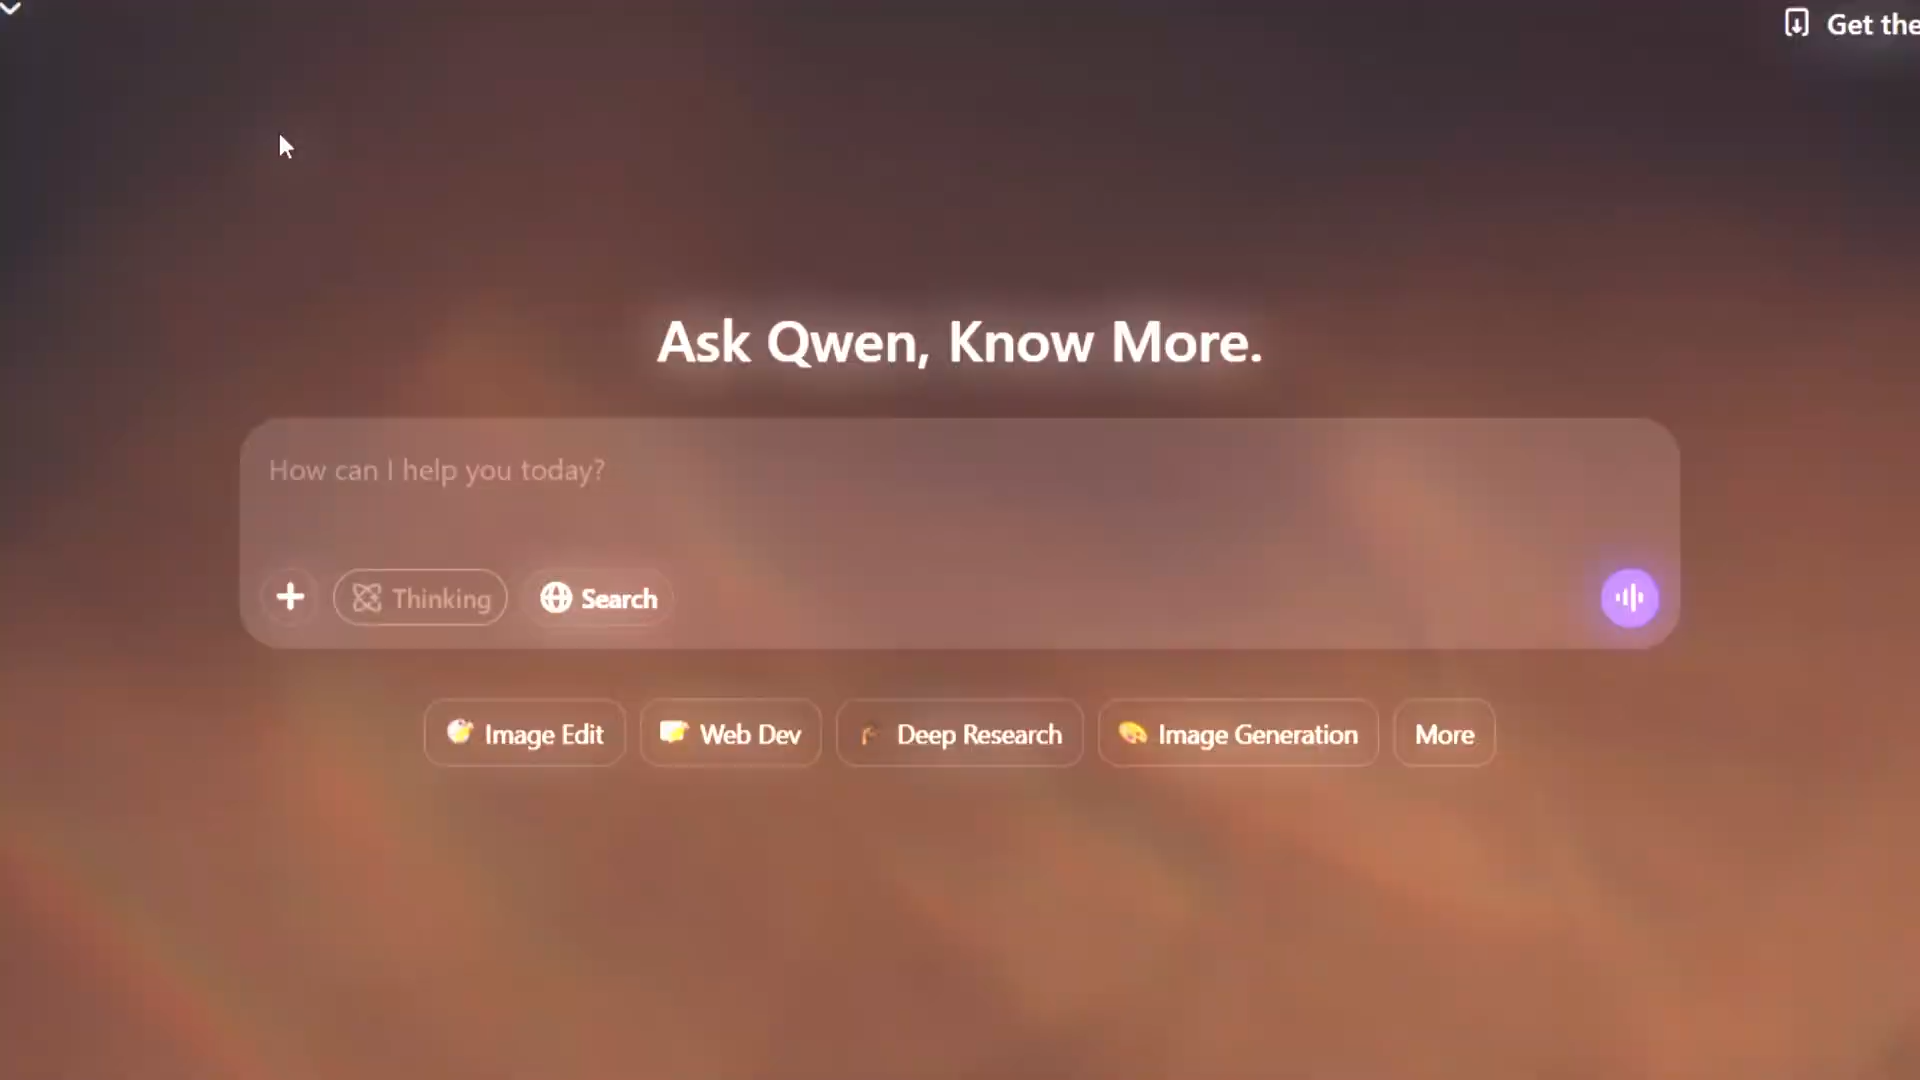 Get the
Ask Qwen, Know More.
How can I help you today?
Thinking
Search
Image Edit
Web Dev
Deep Research
Image Generation
More